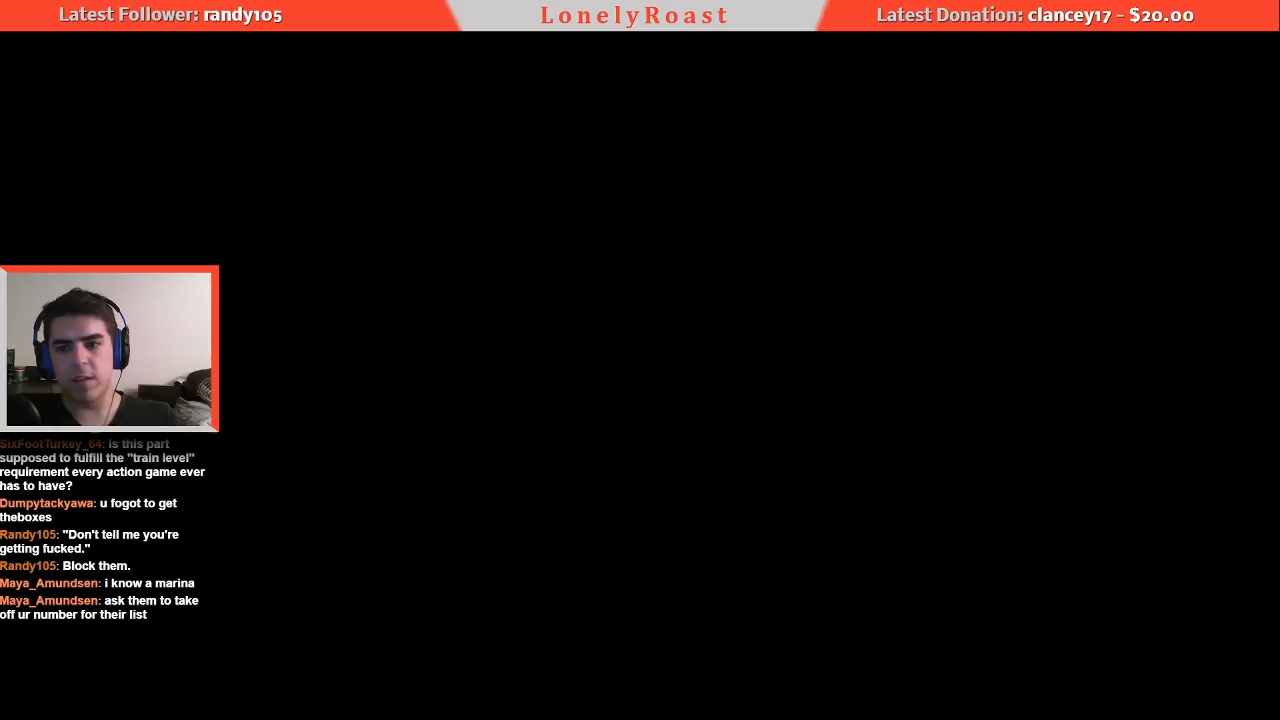 Latest Follower: randy105
LonelyRoast
Latest Donation: clancey17 - $20.00
SixFootTurkey_64: is this part
supposed to fulfill the "train level"
requirement every action game ever
has to have?
Dumpytackyawa: u fogot to get
theboxes
Randy105: "Don't tell me you're
getting fucked."
Randy105: Block them.
Maya_Amundsen: i know a marina
Maya_Amundsen: ask them to take
off ur number for their list